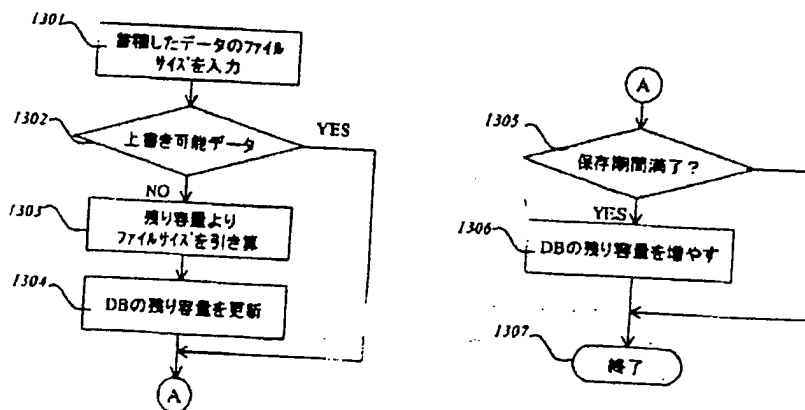 1301
蓄積したデータのファイル
サイズを入力
1302
上書き可能データ
YES
NO
1303
残り容量より
ファイルサイズを引き算
1304
DBの残り容量を更新
A
A
1305
保存期間満了?
YES
1306
DBの残り容量を増やす
1307
終了